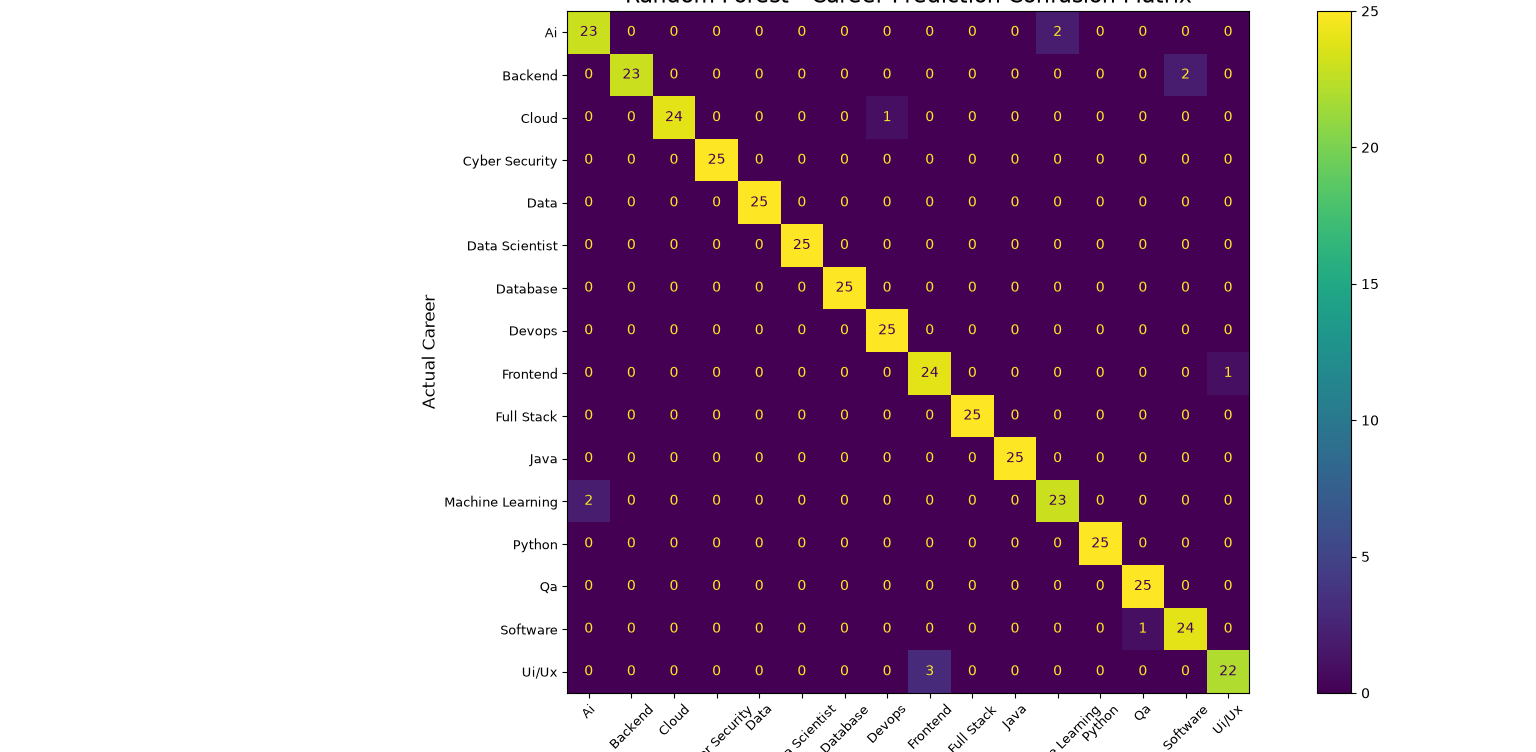 Random Forest - Career Prediction Confusion Matrix
Ai 23 0 0 0 0 0 0 0 0 0 0 2 0 0 0 0
Backend 0 23 0 0 0 0 0 0 0 0 0 0 0 0 2 0
Cloud 0 0 24 0 0 0 0 1 0 0 0 0 0 0 0 0
Cyber Security 0 0 0 25 0 0 0 0 0 0 0 0 0 0 0 0
Data 0 0 0 0 25 0 0 0 0 0 0 0 0 0 0 0
Data Scientist 0 0 0 0 0 25 0 0 0 0 0 0 0 0 0 0
Database 0 0 0 0 0 0 25 0 0 0 0 0 0 0 0 0
Devops 0 0 0 0 0 0 0 25 0 0 0 0 0 0 0 0
Frontend 0 0 0 0 0 0 0 0 24 0 0 0 0 0 0 1
Full Stack 0 0 0 0 0 0 0 0 0 25 0 0 0 0 0 0
Java 0 0 0 0 0 0 0 0 0 0 25 0 0 0 0 0
Machine Learning 2 0 0 0 0 0 0 0 0 0 0 23 0 0 0 0
Python 0 0 0 0 0 0 0 0 0 0 0 0 25 0 0 0
Qa 0 0 0 0 0 0 0 0 0 0 0 0 0 25 0 0
Software 0 0 0 0 0 0 0 0 0 0 0 0 0 1 24 0
Ui/Ux 0 0 0 0 0 0 0 0 3 0 0 0 0 0 0 22
Actual Career
Ai
Backend
Cloud
er Security
Data
a Scientist
Database
Devops
Frontend
Full Stack
Java
e Learning
Python
Qa
Software
Ui/Ux
25
20
15
10
5
0